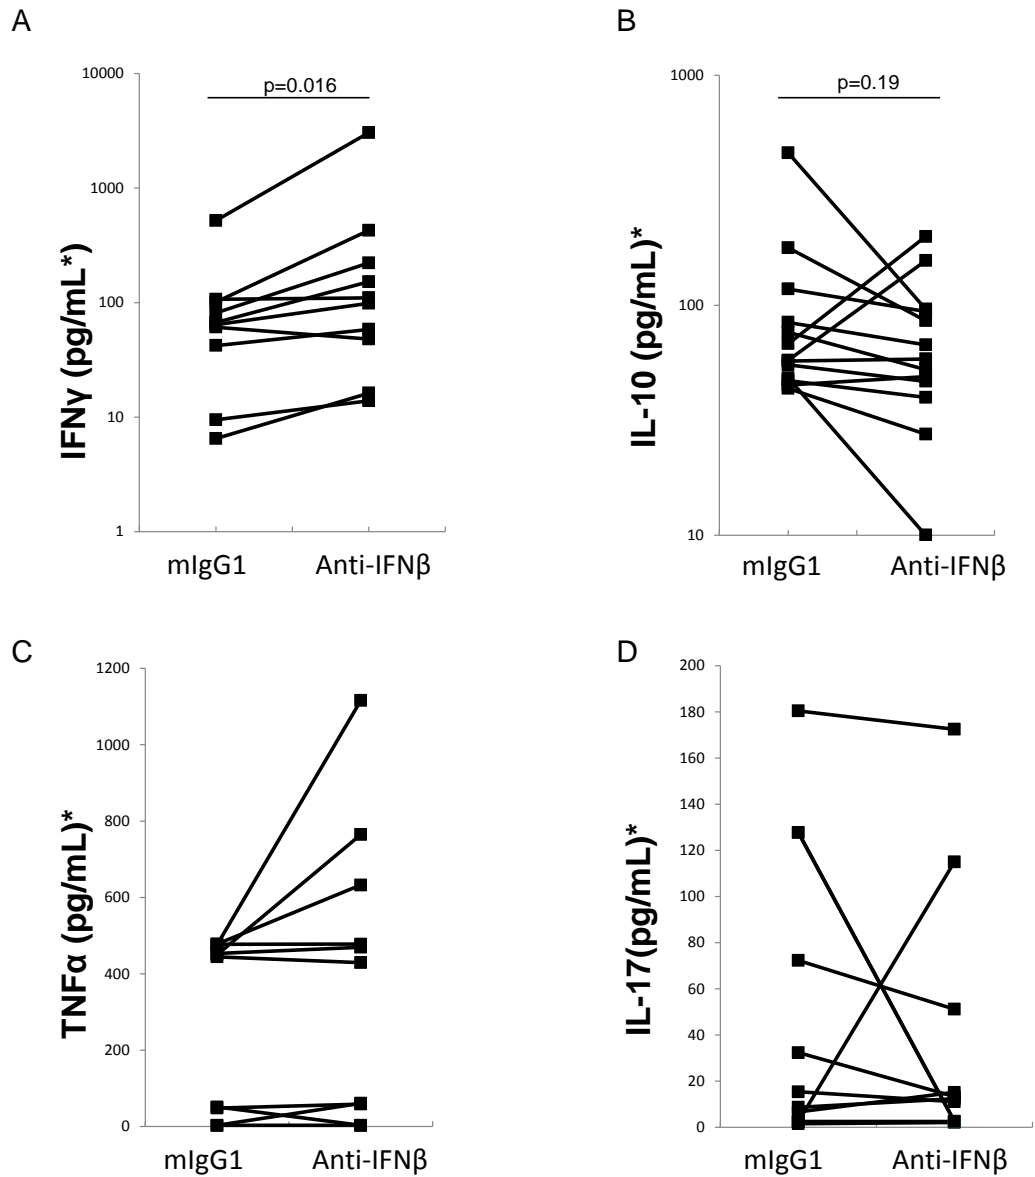 A
IFNγ (pg/mL*)
10000
1000
100
10
1
p=0.016
mIgG1
Anti-IFNβ
B
IL-10 (pg/mL)*
1000
100
10
p=0.19
mIgG1
Anti-IFNβ
C
TNFα (pg/mL)*
1200
1000
800
600
400
200
0
mIgG1
Anti-IFNβ
D
IL-17(pg/mL)*
200
180
160
140
120
100
80
60
40
20
0
mIgG1
Anti-IFNβ